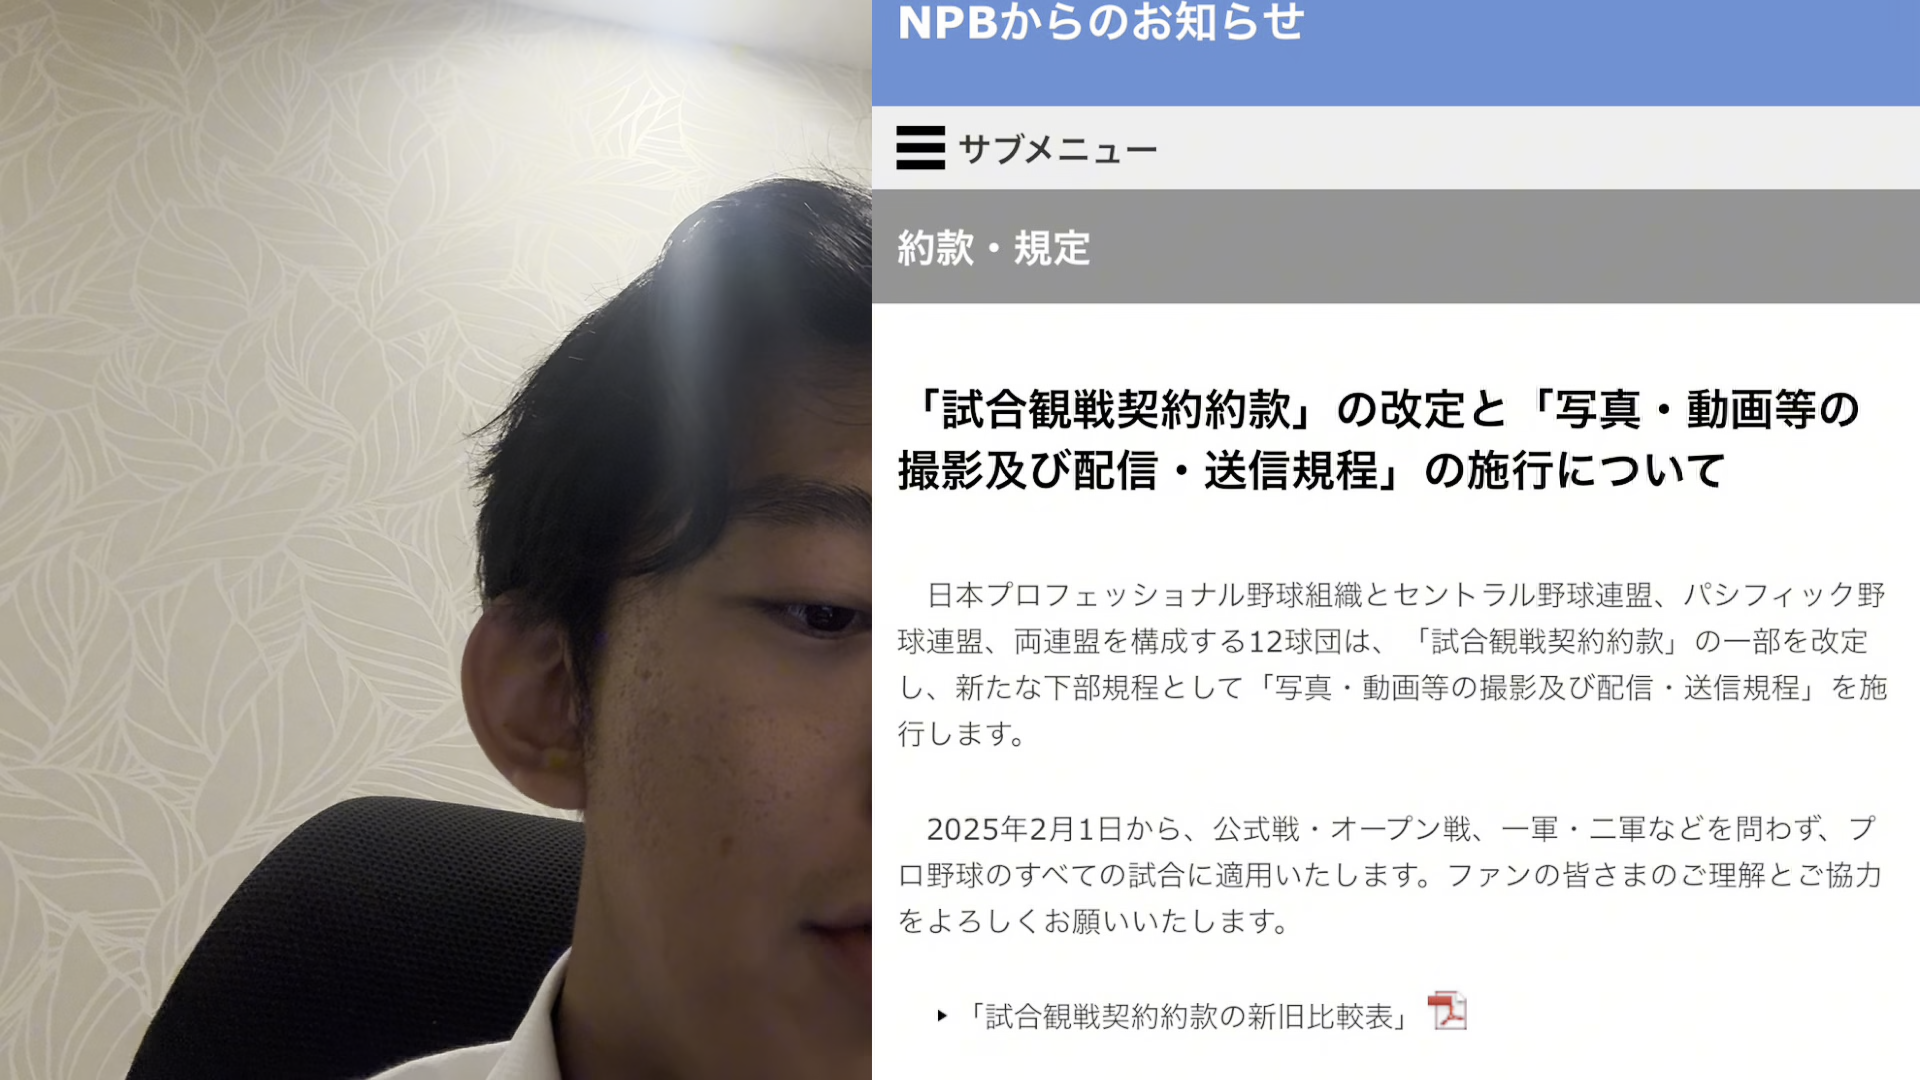 NPBからのお知らせ
サブメニュー
約款・規定
「試合観戦契約約款」の改定と「写真・動画等の
撮影及び配信・送信規程」の施行について
日本プロフェッショナル野球組織とセントラル野球連盟、パシフィック野
球連盟、両連盟を構成する12球団は、「試合観戦契約約款」の一部を改定
し、新たな下部規程として「写真・動画等の撮影及び配信・送信規程」を施
行します。
2025年2月1日から、公式戦・オープン戦、一軍・二軍などを問わず、プ
ロ野球のすべての試合に適用いたします。ファンの皆さまのご理解とご協力
をよろしくお願いいたします。
「試合観戦契約約款の新旧比較表」